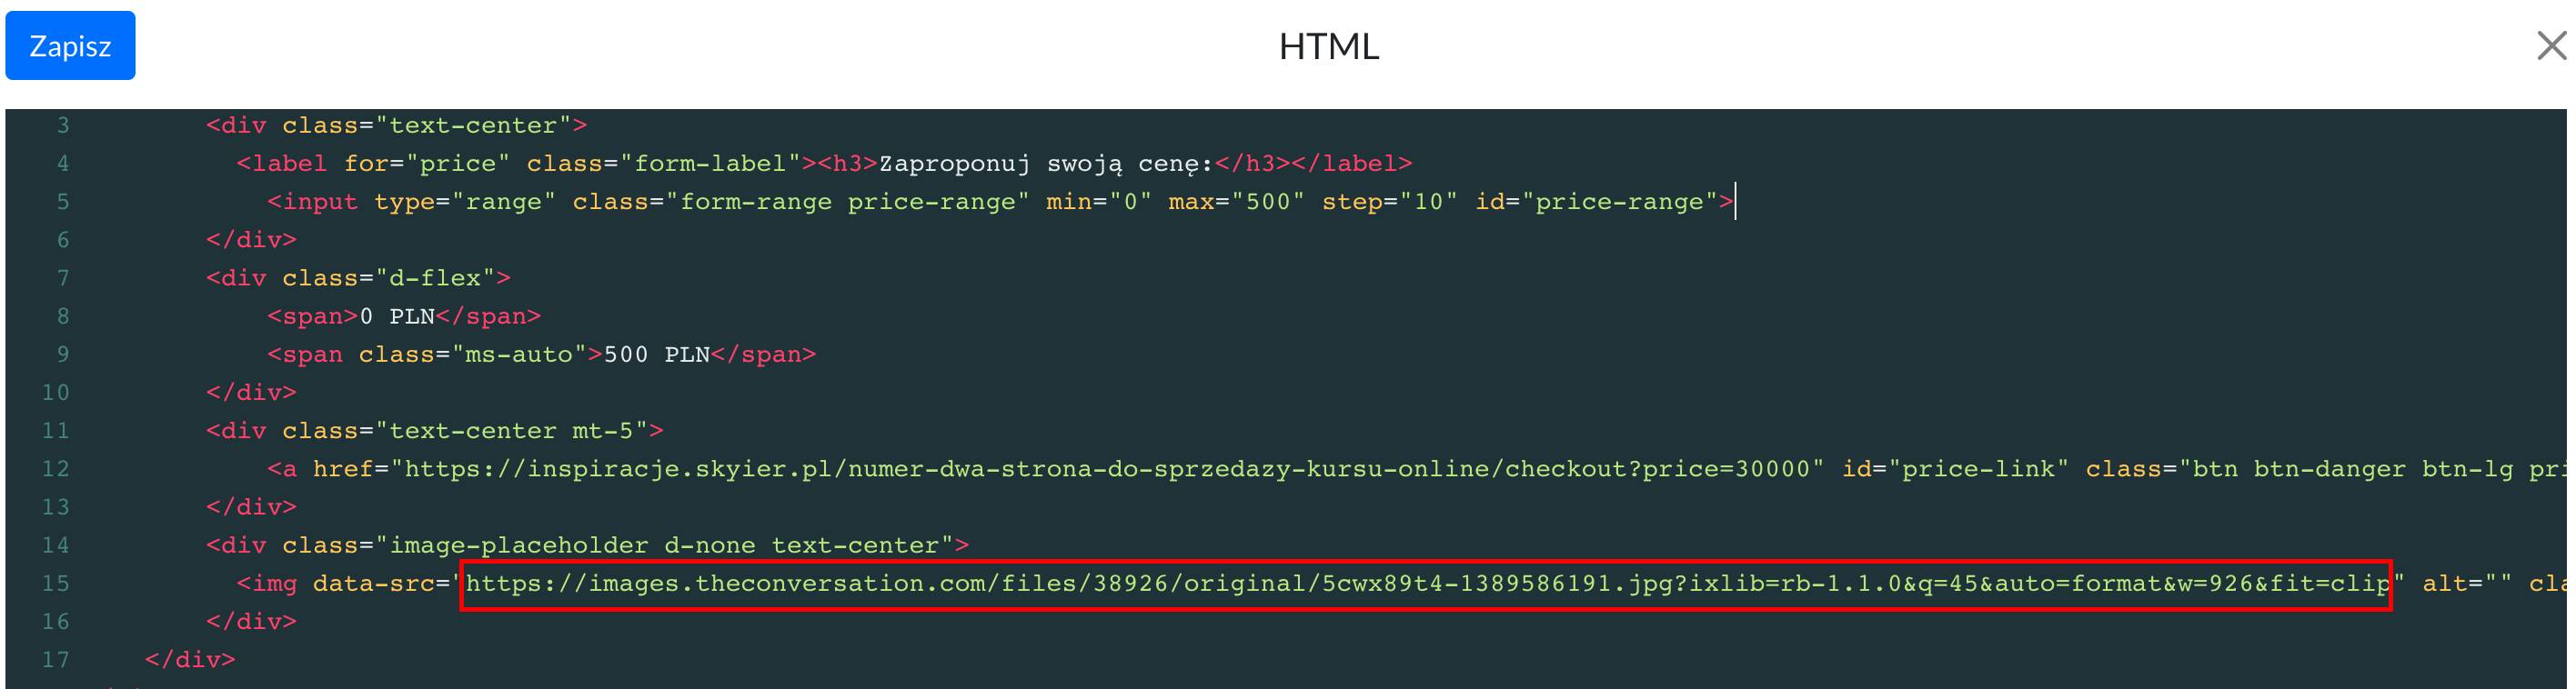 Zapisz
HTML
3 <div class="text-center">
4 <label for="price" class="form-label"><h3>Zaproponuj swoją cenę:</h3></label>
5 <input type="range" class="form-range price-range" min="0" max="500" step="10" id="price-range">
6 </div>
7 <div class="d-flex">
8 <span>0 PLN</span>
9 <span class="ms-auto">500 PLN</span>
10 </div>
11 <div class="text-center mt-5">
12 <a href="https://inspiracje.skyier.pl/numer-dwa-strona-do-sprzedazy-kursu-online/checkout?price=30000" id="price-link" class="btn btn-danger btn-lg pri
13 </div>
14 <div class="image-placeholder d-none text-center">
15 <img data-src="https://images.theconversation.com/files/38926/original/5cwx89t4-1389586191.jpg?ixlib=rb-1.1.0&q=45&auto=format&w=926&fit=clip" alt="" cla
16 </div>
17 </div>